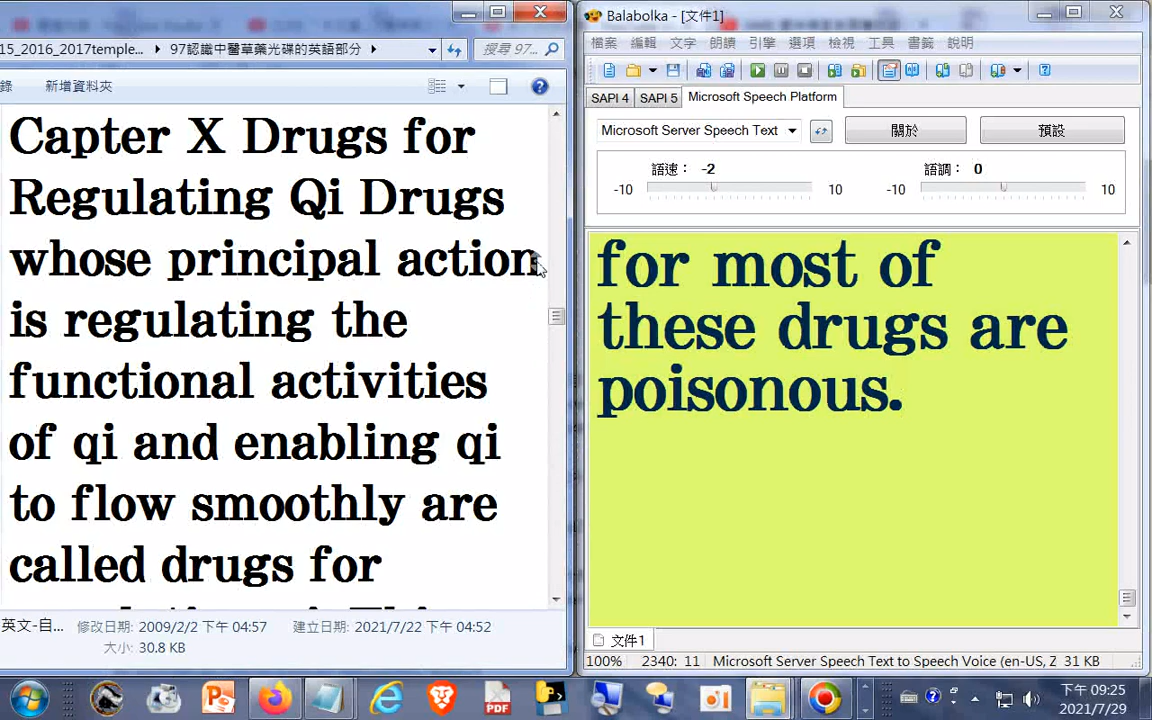 Balabolka - [文件1]
15_2016_2017temple...
97認識中醫草藥光碟的英語部分
搜尋 97...
檔案 編輯 文字 朗讀 引擎 選項 檢視 工具 書籤 說明
錄 新增資料夾
SAPI 4 SAPI 5 Microsoft Speech Platform
Microsoft Server Speech Text
關於
預設
語速： -2
語調： 0
-10 10 -10 10
Capter X Drugs for
Regulating Qi Drugs
whose principal action
is regulating the
functional activities
of qi and enabling qi
to flow smoothly are
called drugs for
for most of
these drugs are
poisonous.
英文-自... 修改日期: 2009/2/2 下午 04:57 建立日期: 2021/7/22 下午 04:52
大小: 30.8 KB
文件1
100% 2340: 11 Microsoft Server Speech Text to Speech Voice (en-US, Z 31 KB
PDF
下午 09:25
2021/7/29